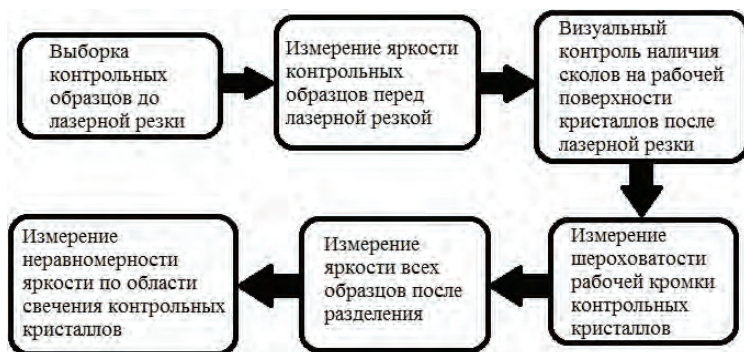 Выборка
контрольных
образцов до
лазерной резки
Измерение яркости
контрольных
образцов перед
лазерной резкой
Визуальный
контроль наличия
сколов на рабочей
поверхности
кристаллов после
лазерной резки
Измерение
шероховатости
рабочей кромки
контрольных
кристаллов
Измерение
яркости всех
образцов после
разделения
Измерение
неравномерности
яркости по области
свечения контрольных
кристаллов